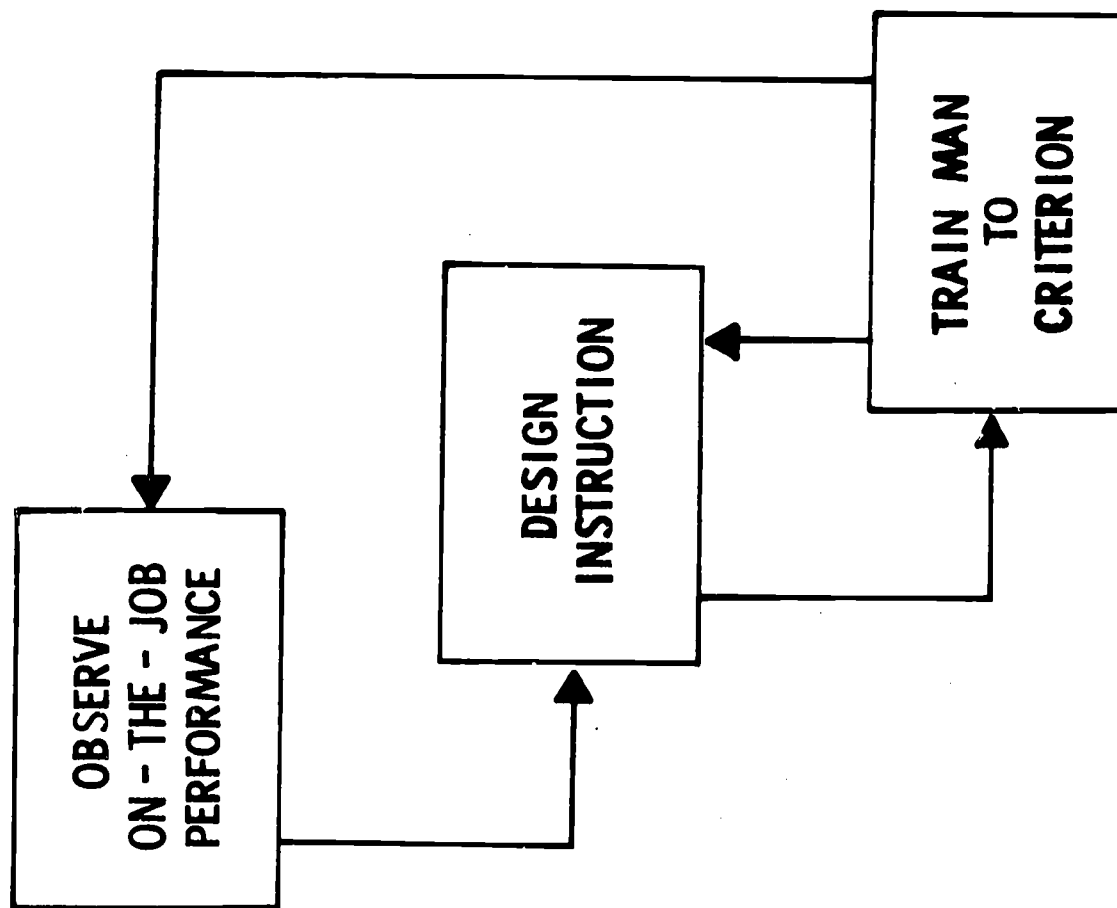 OBSERVE
ON - THE - JOB
PERFORMANCE
DESIGN
INSTRUCTION
TRAIN MAN
TO
CRITERION